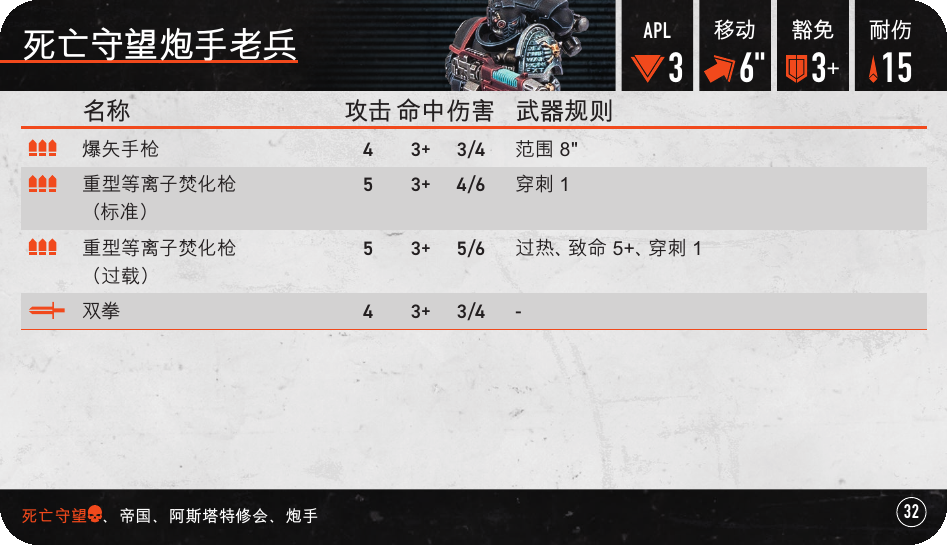 死亡守望炮手老兵
APL 移动 豁免 耐伤
3 6" 3+ 15
名称 攻击 命中 伤害 武器规则
爆矢手枪 4 3+ 3/4 范围 8"
重型等离子焚化枪 5 3+ 4/6 穿刺 1
（标准）
重型等离子焚化枪 5 3+ 5/6 过热、致命 5+、穿刺 1
（过载）
双拳 4 3+ 3/4 -
死亡守望、帝国、阿斯塔特修会、炮手
32